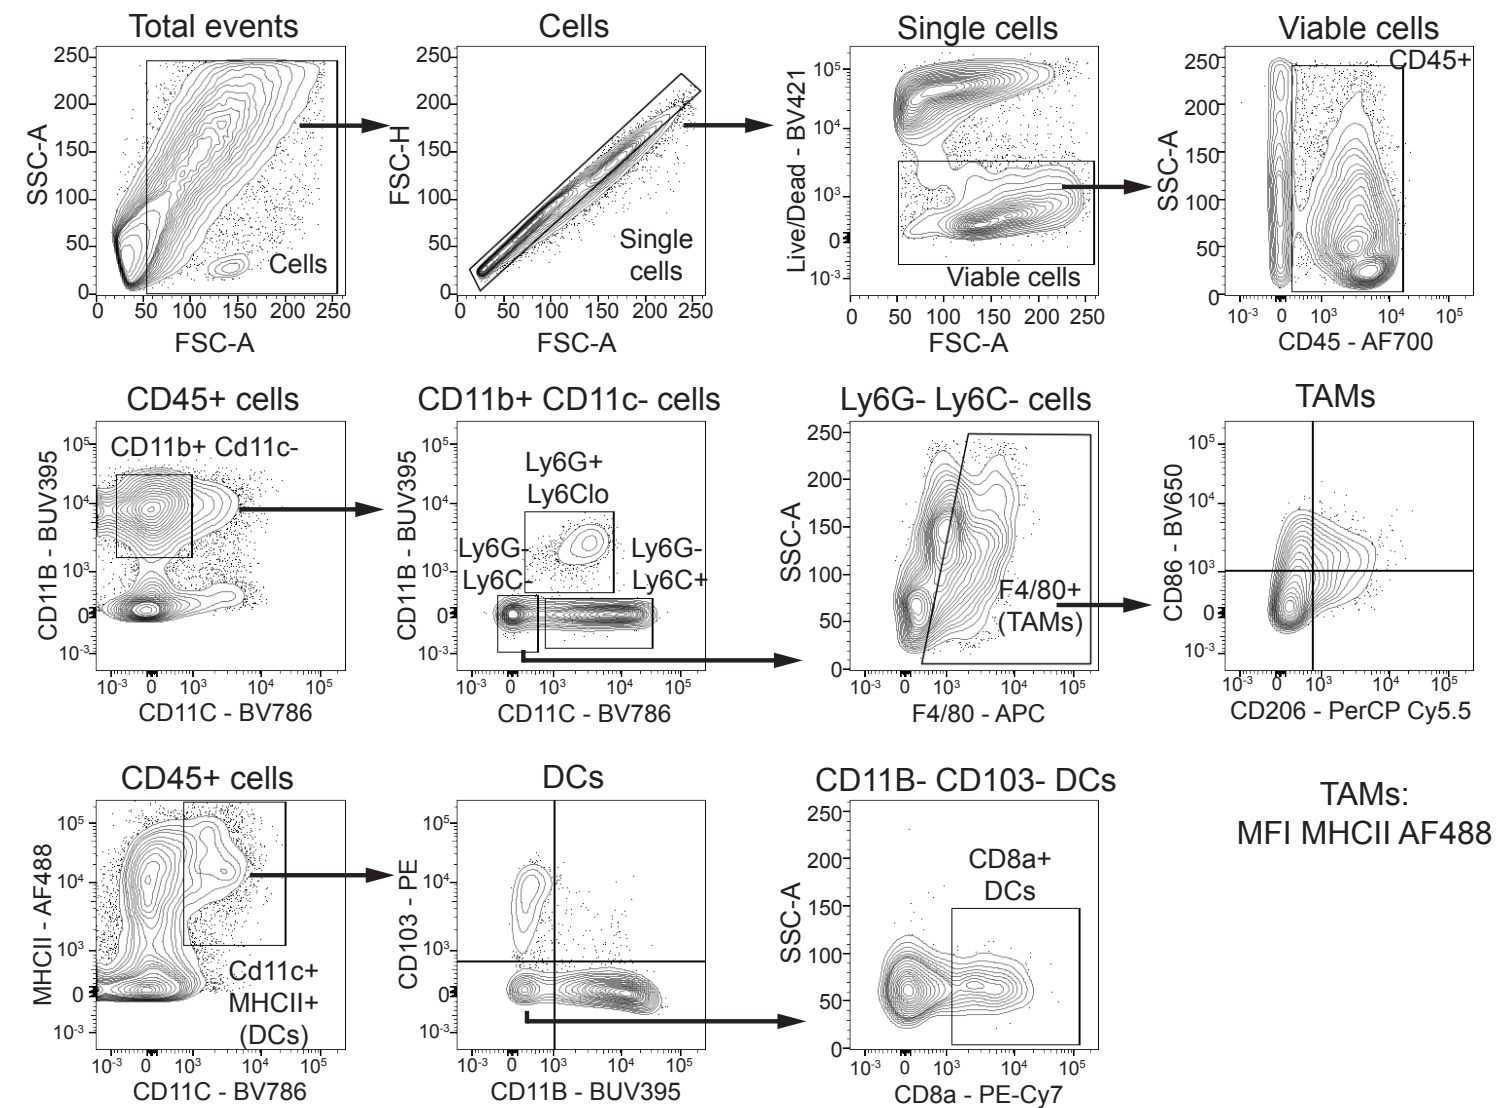 Total events
Cells
Single cells
Viable cells
250
200
150
100
50
0
SSC-A
Cells
0 50 100 150 200 250
FSC-A
250
200
150
100
50
0
FSC-H
Single
cells
0 50 100 150 200 250
FSC-A
10⁵
10⁴
10³
0
10⁻³
Live/Dead - BV421
Viable cells
0 50 100 150 200 250
FSC-A
250
200
150
100
50
0
SSC-A
CD45+
10⁻³ 0 10³ 10⁴ 10⁵
CD45 - AF700
CD45+ cells
CD11b+ CD11c- cells
Ly6G- Ly6C- cells
TAMs
10⁵
10⁴
10³
0
10⁻³
CD11B - BUV395
CD11b+ Cd11c-
10⁻³ 0 10³ 10⁴ 10⁵
CD11C - BV786
10⁵
10⁴
10³
0
10⁻³
CD11B - BUV395
Ly6G+
Ly6Clo
Ly6G-
Ly6C-
Ly6G-
Ly6C+
10⁻³ 0 10³ 10⁴ 10⁵
CD11C - BV786
250
200
150
100
50
0
SSC-A
F4/80+
(TAMs)
10⁻³ 0 10³ 10⁴ 10⁵
F4/80 - APC
10⁵
10⁴
10³
0
10⁻³
CD86 - BV650
10⁻³ 0 10³ 10⁴ 10⁵
CD206 - PerCP Cy5.5
CD45+ cells
DCs
CD11B- CD103- DCs
10⁵
10⁴
10³
0
10⁻³
MHCII - AF488
Cd11c+
MHCII+
(DCs)
10⁻³ 0 10³ 10⁴ 10⁵
CD11C - BV786
10⁵
10⁴
10³
0
10⁻³
CD103 - PE
10⁻³ 0 10³ 10⁴ 10⁵
CD11B - BUV395
250
200
150
100
50
0
SSC-A
CD8a+
DCs
10⁻³ 0 10³ 10⁴ 10⁵
CD8a - PE-Cy7
TAMs:
MFI MHCII AF488